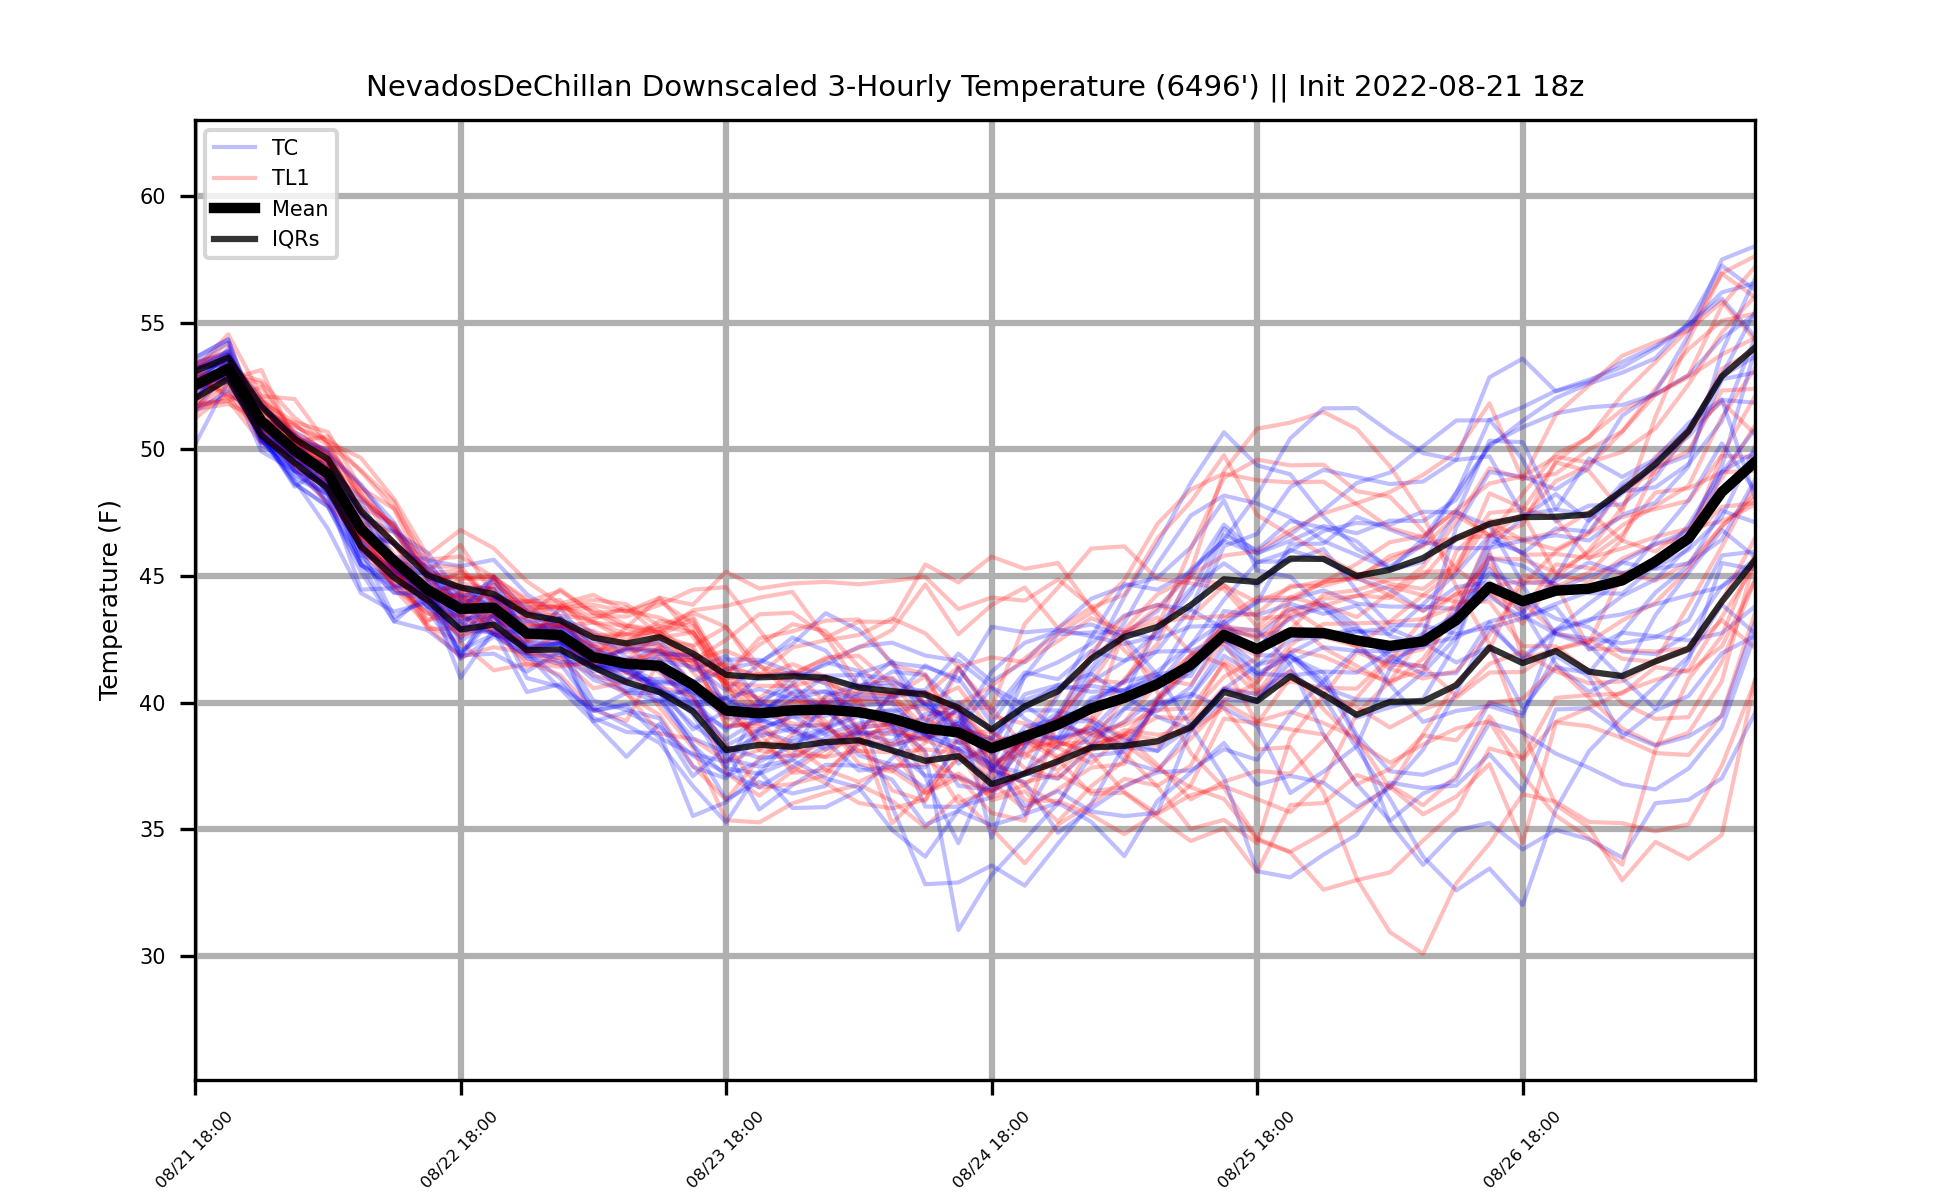 NevadosDeChillan Downscaled 3-Hourly Temperature (6496') || Init 2022-08-21 18z
TC
TL1
Mean
IQRs
Temperature (F)
60
55
50
45
40
35
30
08/21 18:00
08/22 18:00
08/23 18:00
08/24 18:00
08/25 18:00
08/26 18:00